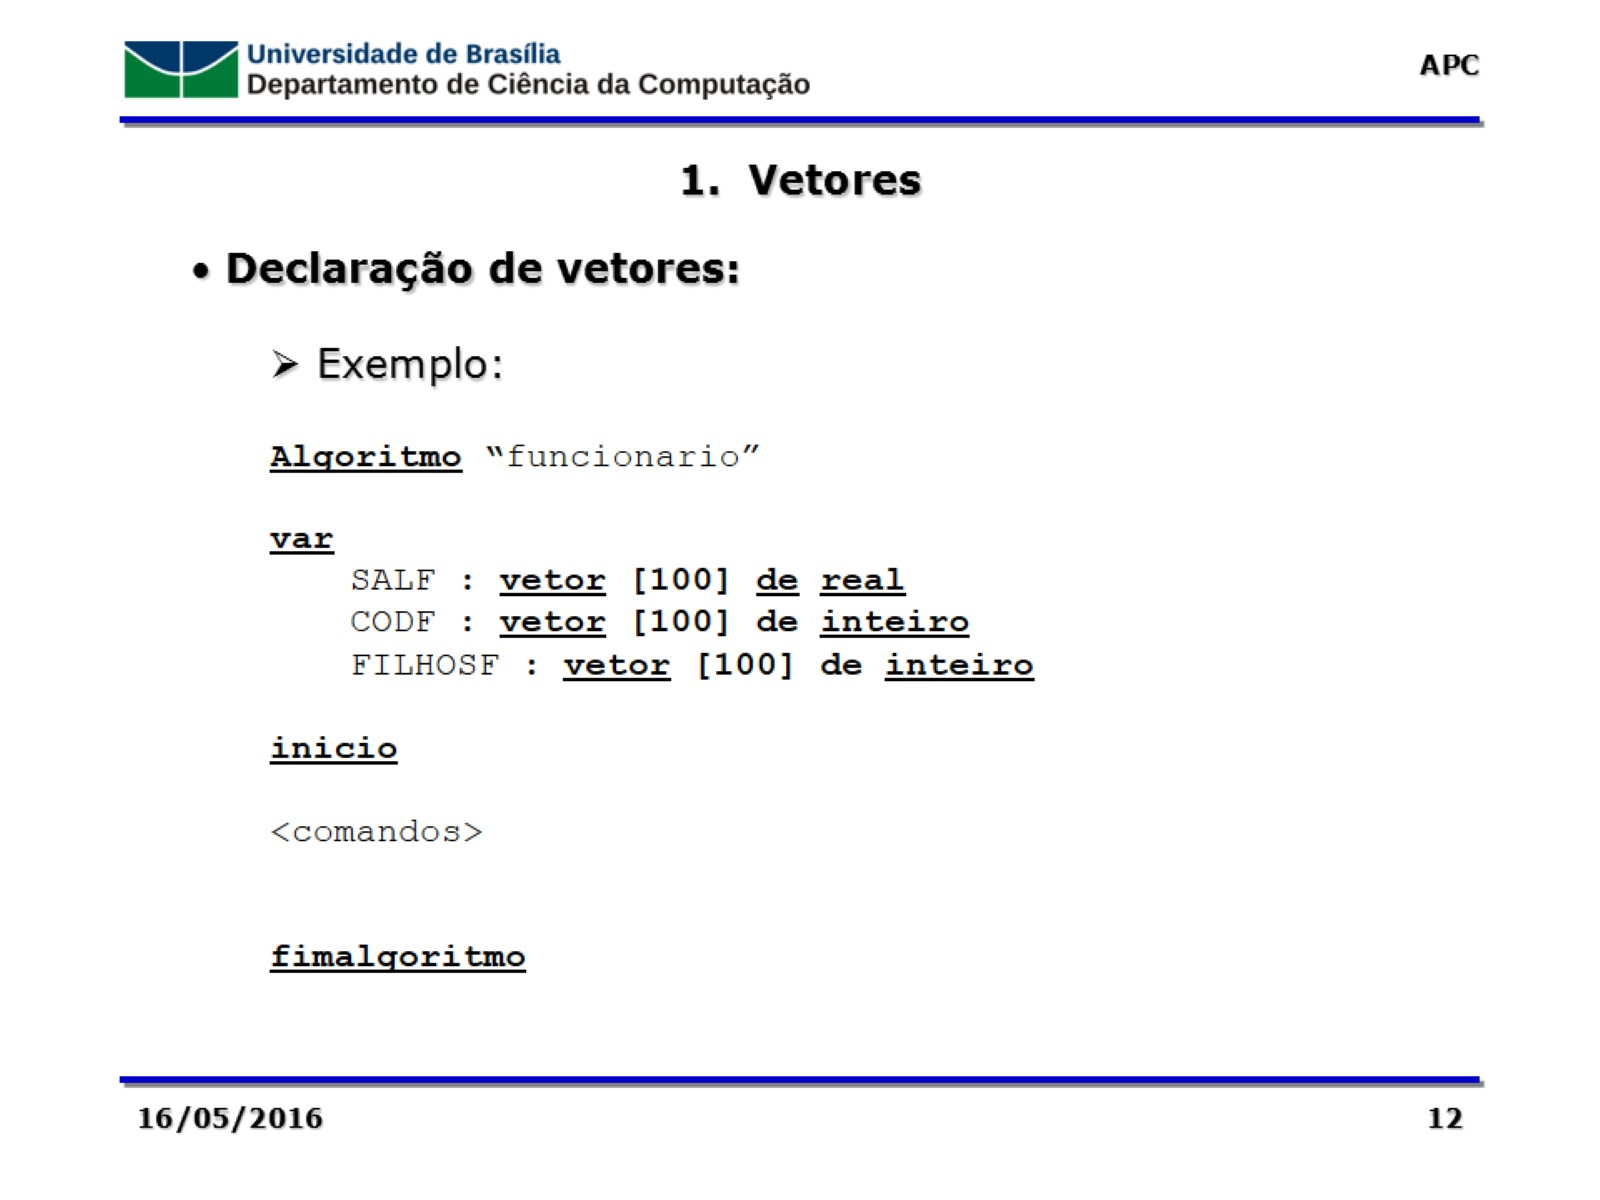 Universidade de Brasília
Departamento de Ciência da Computação
APC
1. Vetores
• Declaração de vetores:
➢ Exemplo:
Algoritmo “funcionario”
var
SALF : vetor [100] de real
CODF : vetor [100] de inteiro
FILHOSF : vetor [100] de inteiro
inicio
<comandos>
fimalgoritmo
16/05/2016
12